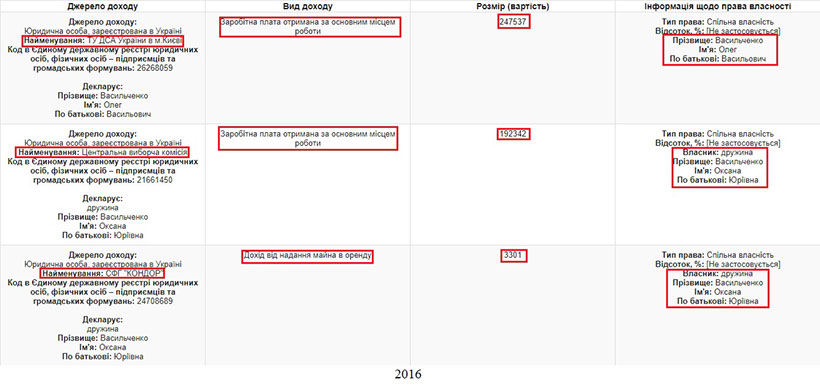 Джерело доходу
Вид доходу
Розмір (вартість)
Інформація щодо права власності
Джерело доходу:
Юридична особа, зареєстрована в Україні
Найменування: ТУ ДСА України в м.Києві
Код в Єдиному державному реєстрі юридичних
осіб, фізичних осіб – підприємців та
громадських формувань: 26268059
Декларує:
Прізвище: Васильченко
Ім'я: Олег
По батькові: Васильович
Заробітна плата отримана за основним місцем
роботи
247537
Тип права: Спільна власність
Відсоток, %: [Не застосовується]
Прізвище: Васильченко
Ім'я: Олег
По батькові: Васильович
Джерело доходу:
Юридична особа, зареєстрована в Україні
Найменування: Центральна виборча комісія
Код в Єдиному державному реєстрі юридичних
осіб, фізичних осіб – підприємців та
громадських формувань: 21661450
Декларує:
дружина
Прізвище: Васильченко
Ім'я: Оксана
По батькові: Юріївна
Заробітна плата отримана за основним місцем
роботи
192342
Тип права: Спільна власність
Відсоток, %: [Не застосовується]
Власник: дружина
Прізвище: Васильченко
Ім'я: Оксана
По батькові: Юріївна
Джерело доходу:
Юридична особа, зареєстрована в Україні
Найменування: СФГ "КОНДОР"
Код в Єдиному державному реєстрі юридичних
осіб, фізичних осіб – підприємців та
громадських формувань: 24708689
Декларує:
дружина
Прізвище: Васильченко
Ім'я: Оксана
По батькові: Юріївна
Дохід від надання майна в оренду
3301
Тип права: Спільна власність
Відсоток, %: [Не застосовується]
Власник: дружина
Прізвище: Васильченко
Ім'я: Оксана
По батькові: Юріївна
2016